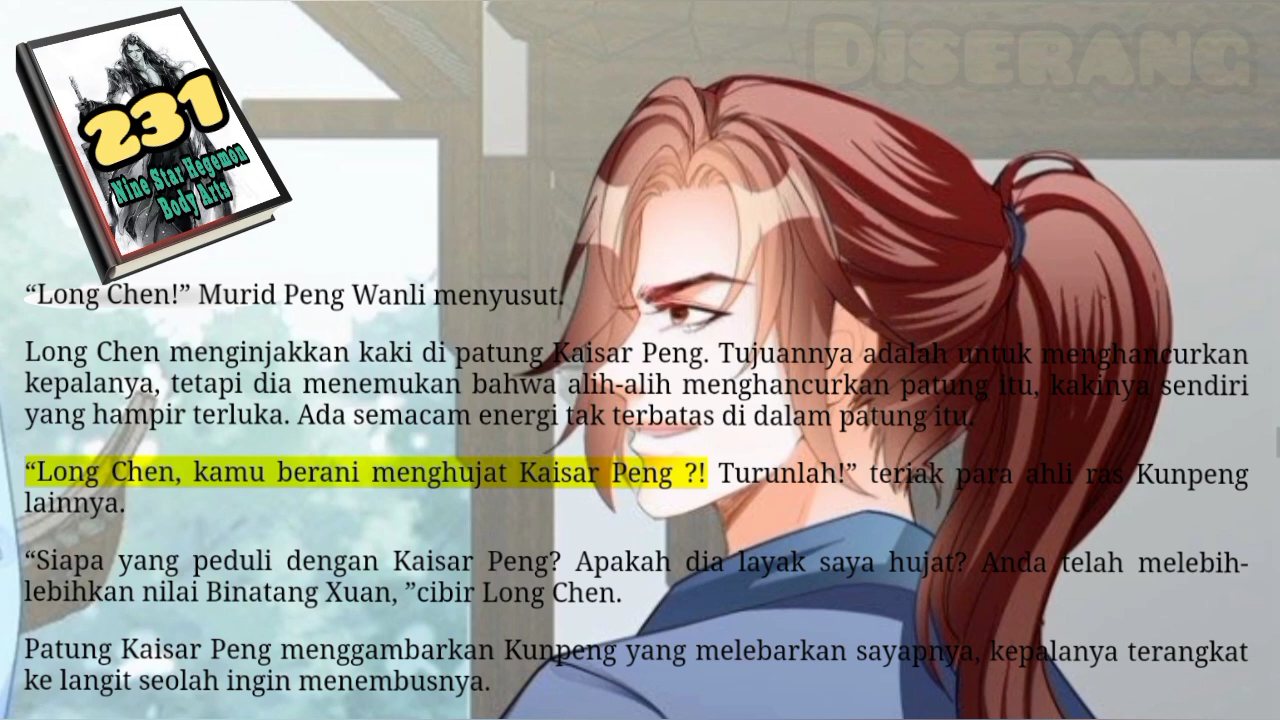 DISERANG
231
Nine Star Hegemon
Body Arts
“Long Chen!” Murid Peng Wanli menyusut.
Long Chen menginjakkan kaki di patung Kaisar Peng. Tujuannya adalah untuk menghancurkan
kepalanya, tetapi dia menemukan bahwa alih-alih menghancurkan patung itu, kakinya sendiri
yang hampir terluka. Ada semacam energi tak terbatas di dalam patung itu.
“Long Chen, kamu berani menghujat Kaisar Peng ?! Turunlah!” teriak para ahli ras Kunpeng
lainnya.
“Siapa yang peduli dengan Kaisar Peng? Apakah dia layak saya hujat? Anda telah melebih-
lebihkan nilai Binatang Xuan, ”cibir Long Chen.
Patung Kaisar Peng menggambarkan Kunpeng yang melebarkan sayapnya, kepalanya terangkat
ke langit seolah ingin menembusnya.